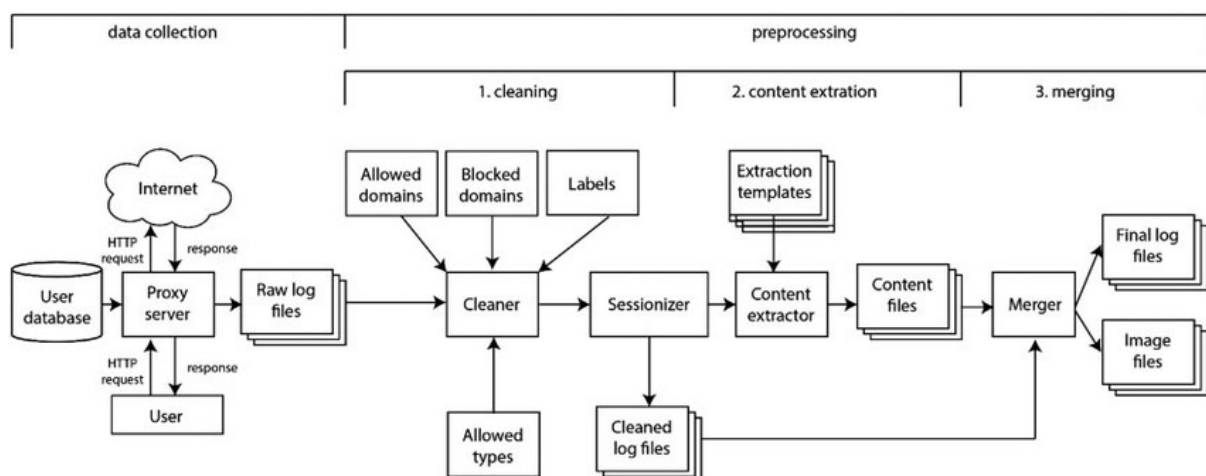 data collection
preprocessing
1. cleaning
2. content extration
3. merging
Internet
Allowed
domains
Blocked
domains
Labels
Extraction
templates
HTTP
request
response
User
database
Proxy
server
Raw log
files
Cleaner
Sessionizer
Content
extractor
Content
files
Merger
Final log
files
Image
files
HTTP
request
response
User
Allowed
types
Cleaned
log files